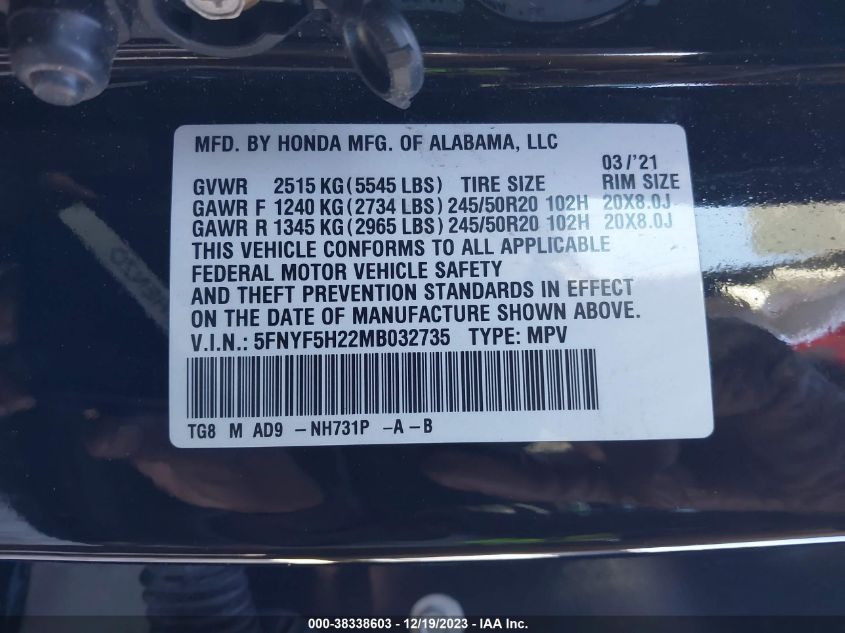 MFD. BY HONDA MFG. OF ALABAMA, LLC
03/'21
GVWR 2515 KG (5545 LBS) TIRE SIZE RIM SIZE
GAWR F 1240 KG (2734 LBS) 245/50R20 102H 20X8.0J
GAWR R 1345 KG (2965 LBS) 245/50R20 102H 20X8.0J
THIS VEHICLE CONFORMS TO ALL APPLICABLE
FEDERAL MOTOR VEHICLE SAFETY
AND THEFT PREVENTION STANDARDS IN EFFECT
ON THE DATE OF MANUFACTURE SHOWN ABOVE.
V.I.N.: 5FNYF5H22MB032735 TYPE: MPV
TG8 M AD9 -NH731P -A-B
000-38338603 - 12/19/2023 - © IAA Inc.